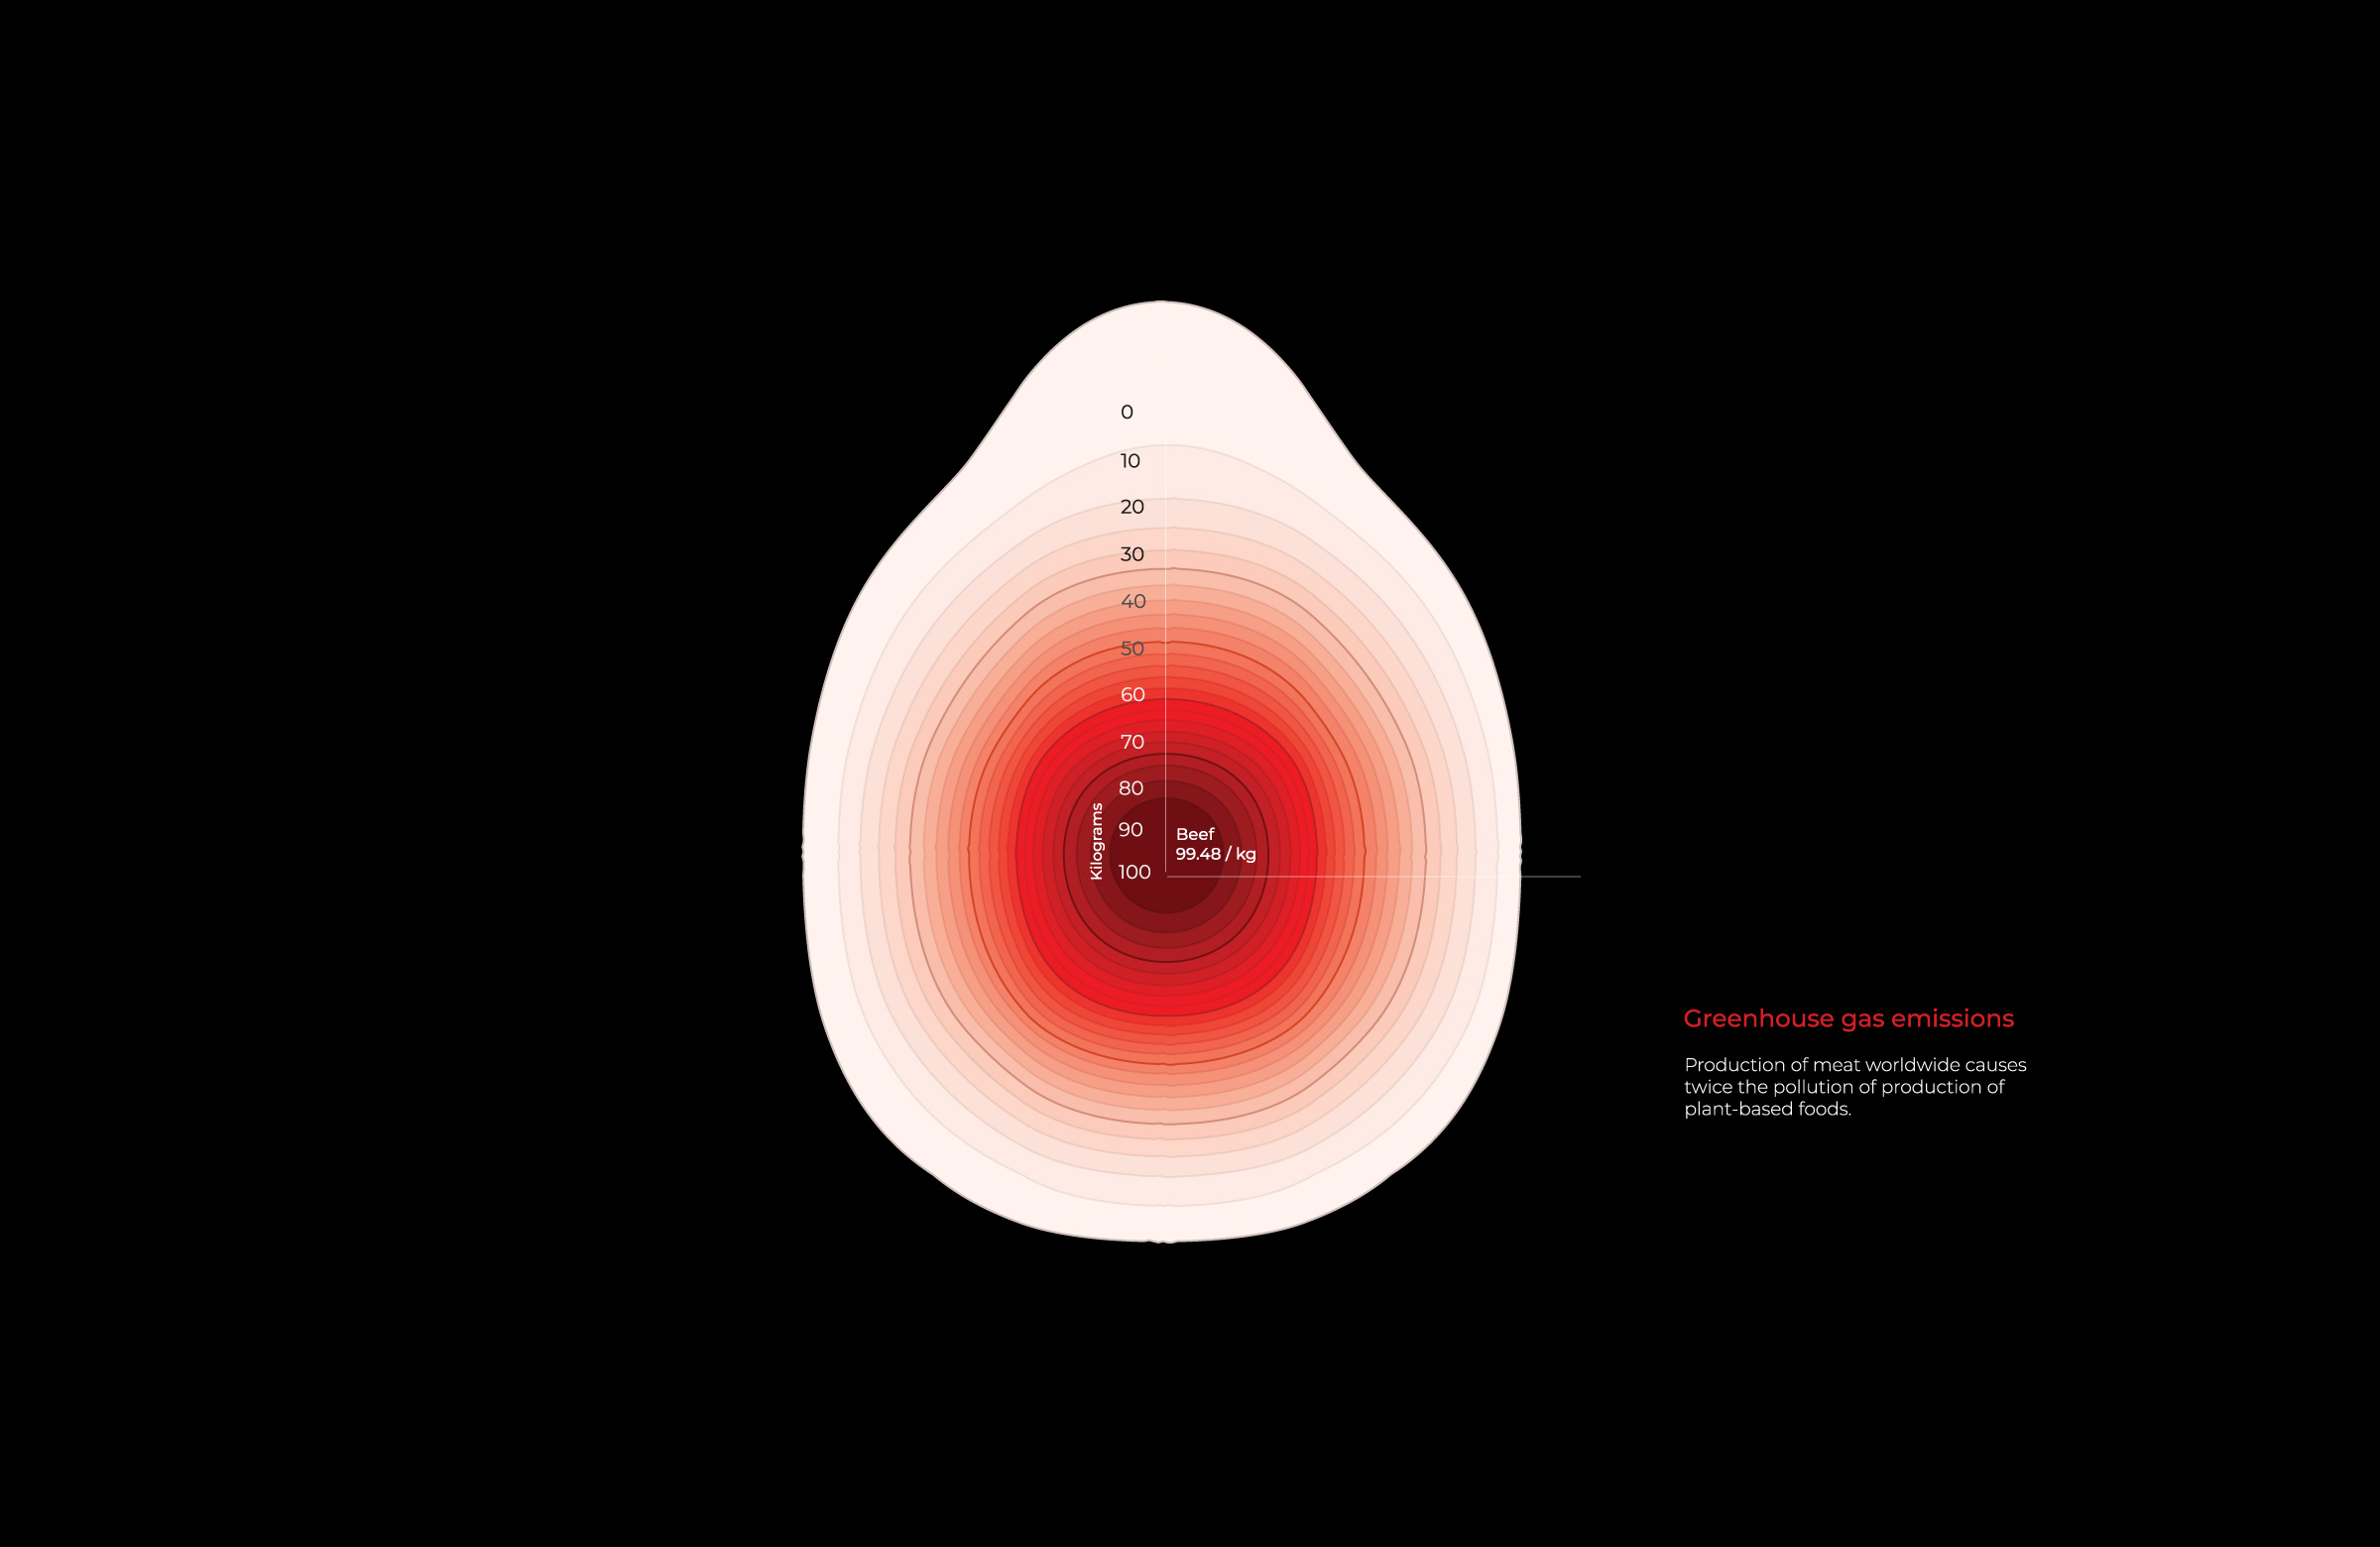 0
10
20
30
40
50
60
70
80
90
100
Kilograms
Beef
99.48 / kg
Greenhouse gas emissions
Production of meat worldwide causes
twice the pollution of production of
plant-based foods.